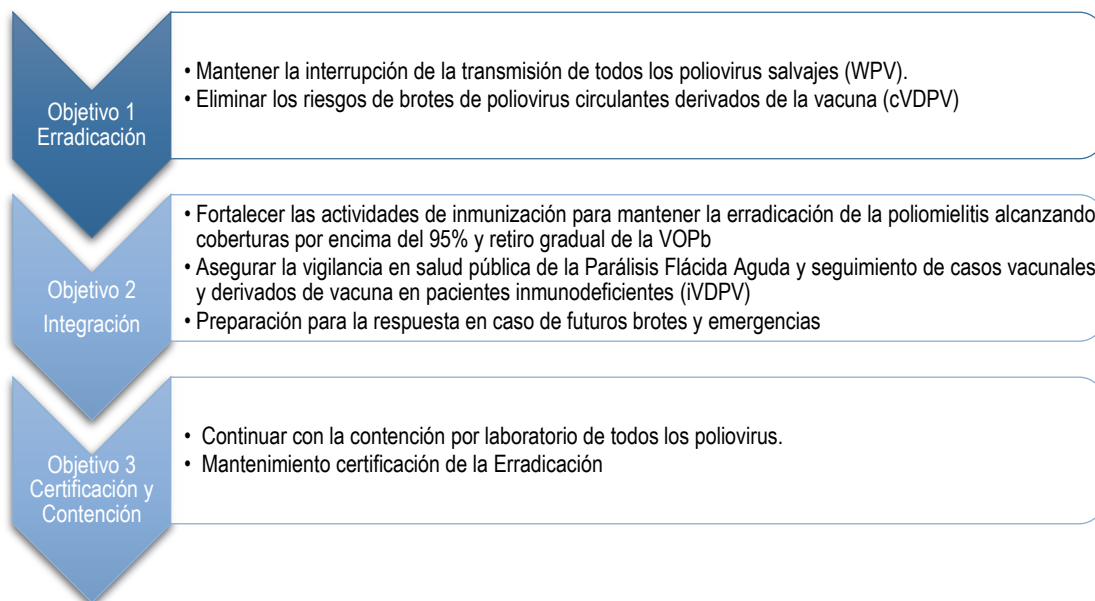 Objetivo 1
Erradicación
• Mantener la interrupción de la transmisión de todos los poliovirus salvajes (WPV).
• Eliminar los riesgos de brotes de poliovirus circulantes derivados de la vacuna (cVDPV)
Objetivo 2
Integración
• Fortalecer las actividades de inmunización para mantener la erradicación de la poliomielitis alcanzando
coberturas por encima del 95% y retiro gradual de la VOPb
• Asegurar la vigilancia en salud pública de la Parálisis Flácida Aguda y seguimiento de casos vacunales
y derivados de vacuna en pacientes inmunodeficientes (iVDPV)
• Preparación para la respuesta en caso de futuros brotes y emergencias
Objetivo 3
Certificación y
Contención
• Continuar con la contención por laboratorio de todos los poliovirus.
• Mantenimiento certificación de la Erradicación